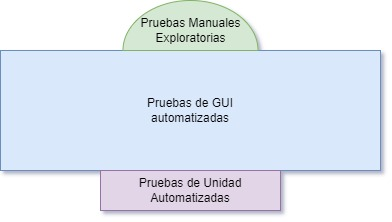 Pruebas Manuales
Exploratorias
Pruebas de GUI
automatizadas
Pruebas de Unidad
Automatizadas